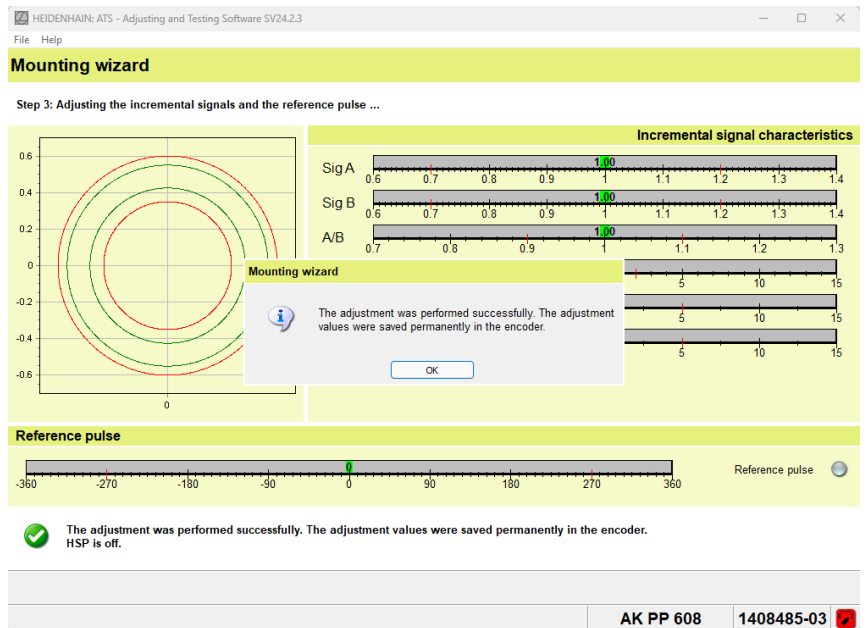 HEIDENHAIN: ATS - Adjusting and Testing Software SV24.2.3
File Help
Mounting wizard
Step 3: Adjusting the incremental signals and the reference pulse ...
0.6
0.4
0.2
0
-0.2
-0.4
-0.6
0
Incremental signal characteristics
Sig A
1.00
0.6 0.7 0.8 0.9 1 1.1 1.2 1.3 1.4
Sig B
1.00
0.6 0.7 0.8 0.9 1 1.1 1.2 1.3 1.4
A/B
1.00
0.7 0.8 0.9 1 1.1 1.2 1.3
5 10 15
5 10 15
5 10 15
Mounting wizard
The adjustment was performed successfully. The adjustment
values were saved permanently in the encoder.
OK
Reference pulse
0
-360 -270 -180 -90 0 90 180 270 360
Reference pulse
The adjustment was performed successfully. The adjustment values were saved permanently in the encoder.
HSP is off.
AK PP 608 1408485-03